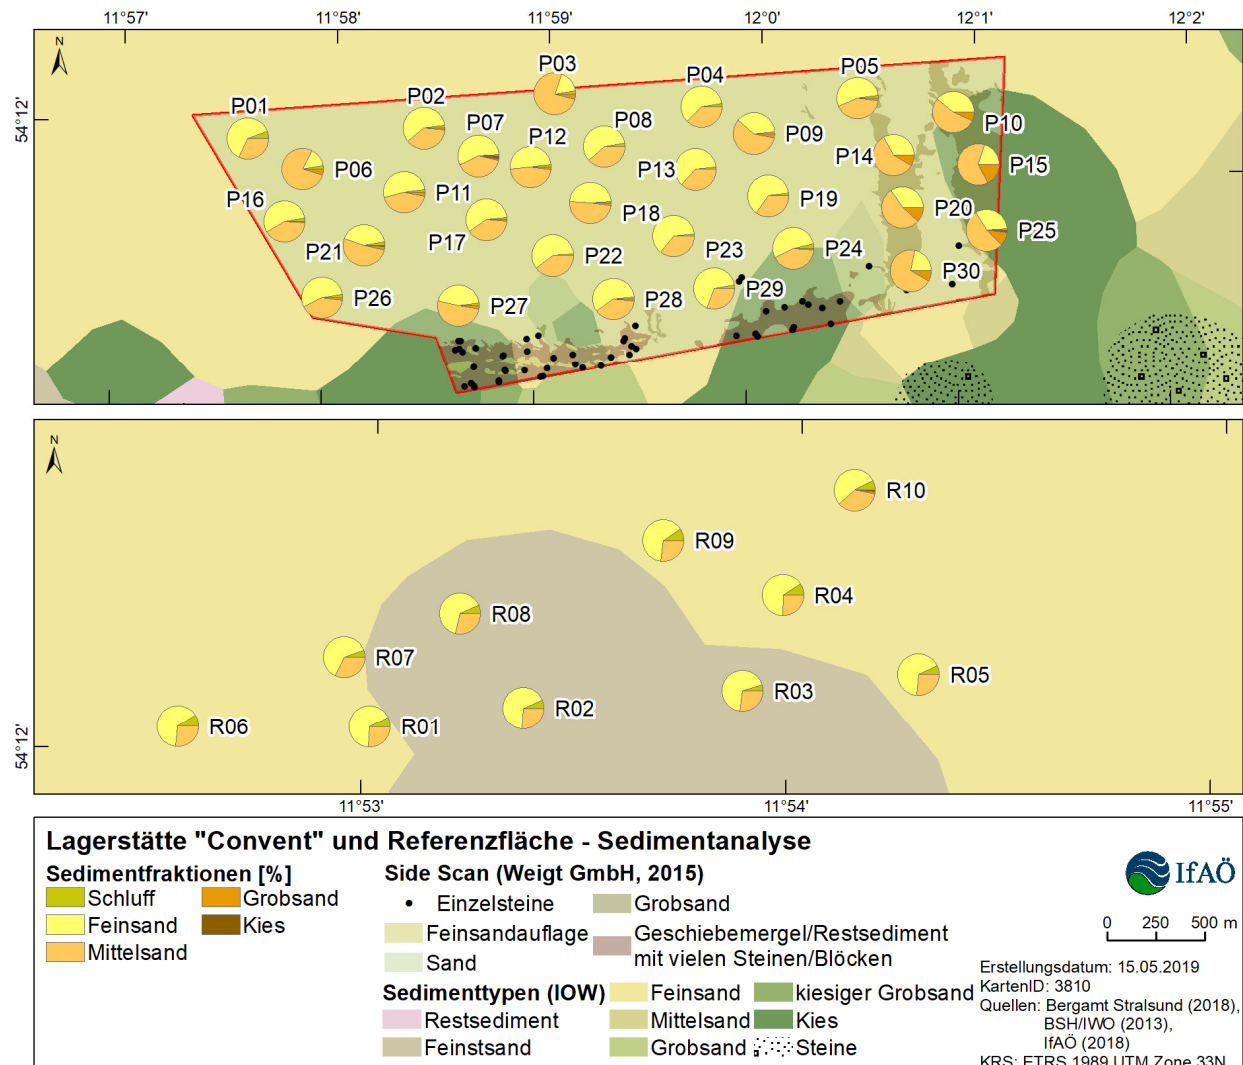 11°57'
11°58'
11°59'
12°0'
12°1'
12°2'
N
54°12'
P01
P02
P03
P04
P05
P06
P07
P08
P09
P10
P11
P12
P13
P14
P15
P16
P17
P18
P19
P20
P21
P22
P23
P24
P25
P26
P27
P28
P29
P30
N
R10
R09
R04
R08
R07
R05
R03
R02
R06
R01
54°12'
11°53'
11°54'
11°55'
Lagerstätte "Convent" und Referenzfläche - Sedimentanalyse
Sedimentfraktionen [%]
Schluff
Grobsand
Feinsand
Kies
Mittelsand
Side Scan (Weigt GmbH, 2015)
Einzelsteine
Grobsand
Feinsandauflage
Geschiebemergel/Restsediment
mit vielen Steinen/Blöcken
Sand
Sedimenttypen (IOW)
Feinsand
kiesiger Grobsand
Restsediment
Mittelsand
Kies
Feinstsand
Grobsand
Steine
IfAÖ
0 250 500 m
Erstellungsdatum: 15.05.2019
KartenID: 3810
Quellen: Bergamt Stralsund (2018),
BSH/IWO (2013),
IfAÖ (2018)
KRS: ETRS 1989 UTM Zone 33N